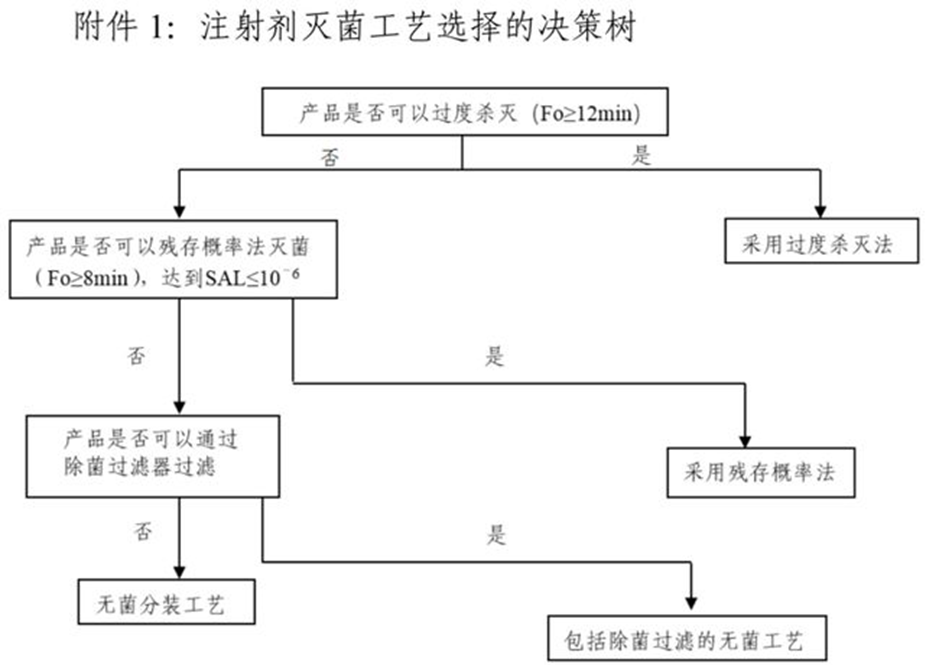 附件 1：注射剂灭菌工艺选择的决策树
产品是否可以过度杀灭（Fo≥12min）
否
是
产品是否可以残存概率法灭菌
（Fo≥8min），达到SAL≤10⁻⁶
采用过度杀灭法
否
是
产品是否可以通过
除菌过滤器过滤
采用残存概率法
否
是
无菌分装工艺
包括除菌过滤的无菌工艺